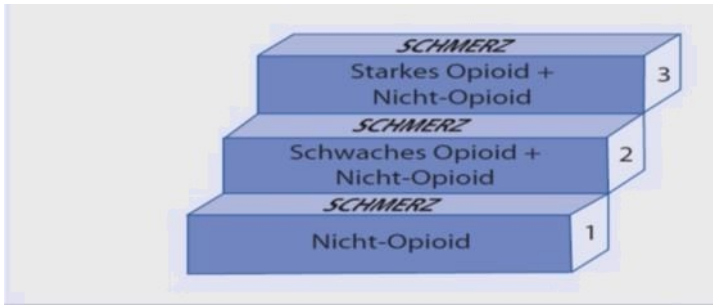 SCHMERZ
Starkes Opioid +
Nicht-Opioid
3
SCHMERZ
Schwaches Opioid +
Nicht-Opioid
2
SCHMERZ
Nicht-Opioid
1